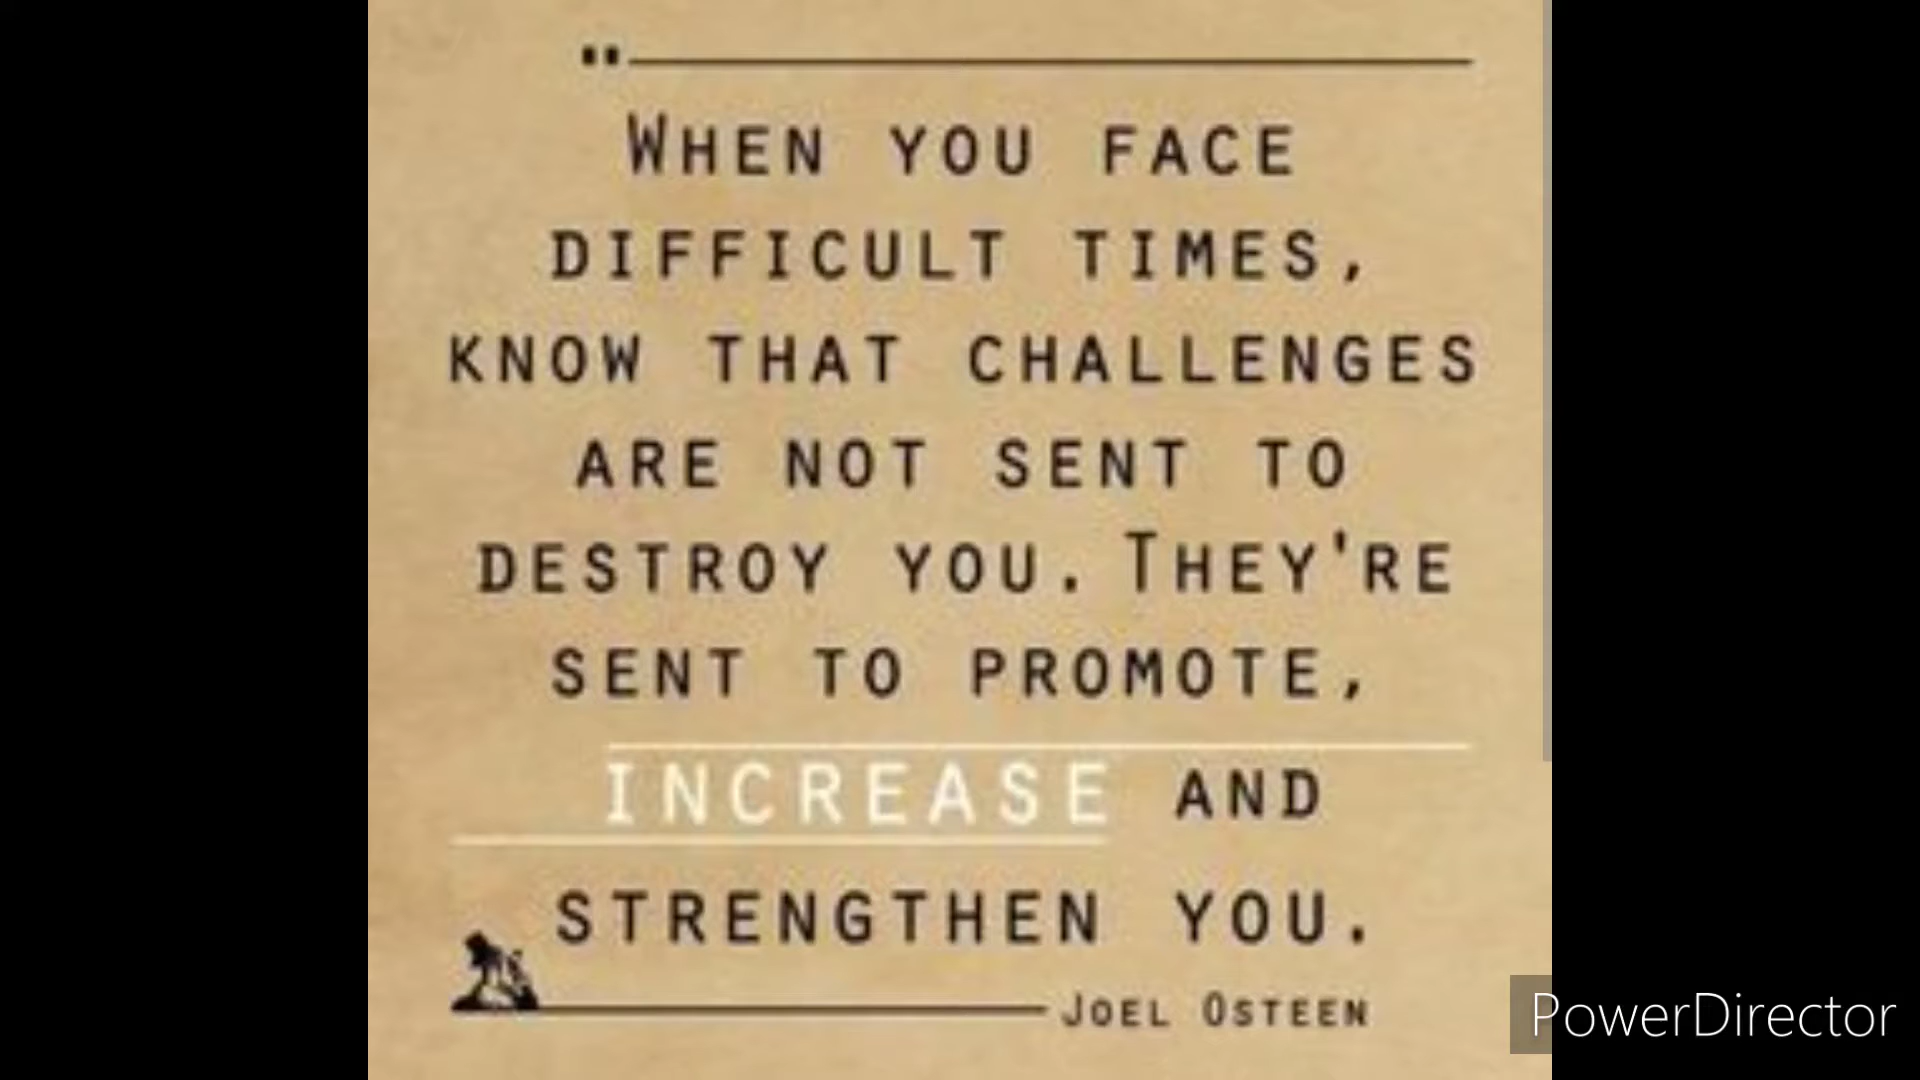 WHEN YOU FACE
DIFFICULT TIMES,
KNOW THAT CHALLENGES
ARE NOT SENT TO
DESTROY YOU. THEY'RE
SENT TO PROMOTE,
INCREASE AND
STRENGTHEN YOU.
JOEL OSTEEN
PowerDirector